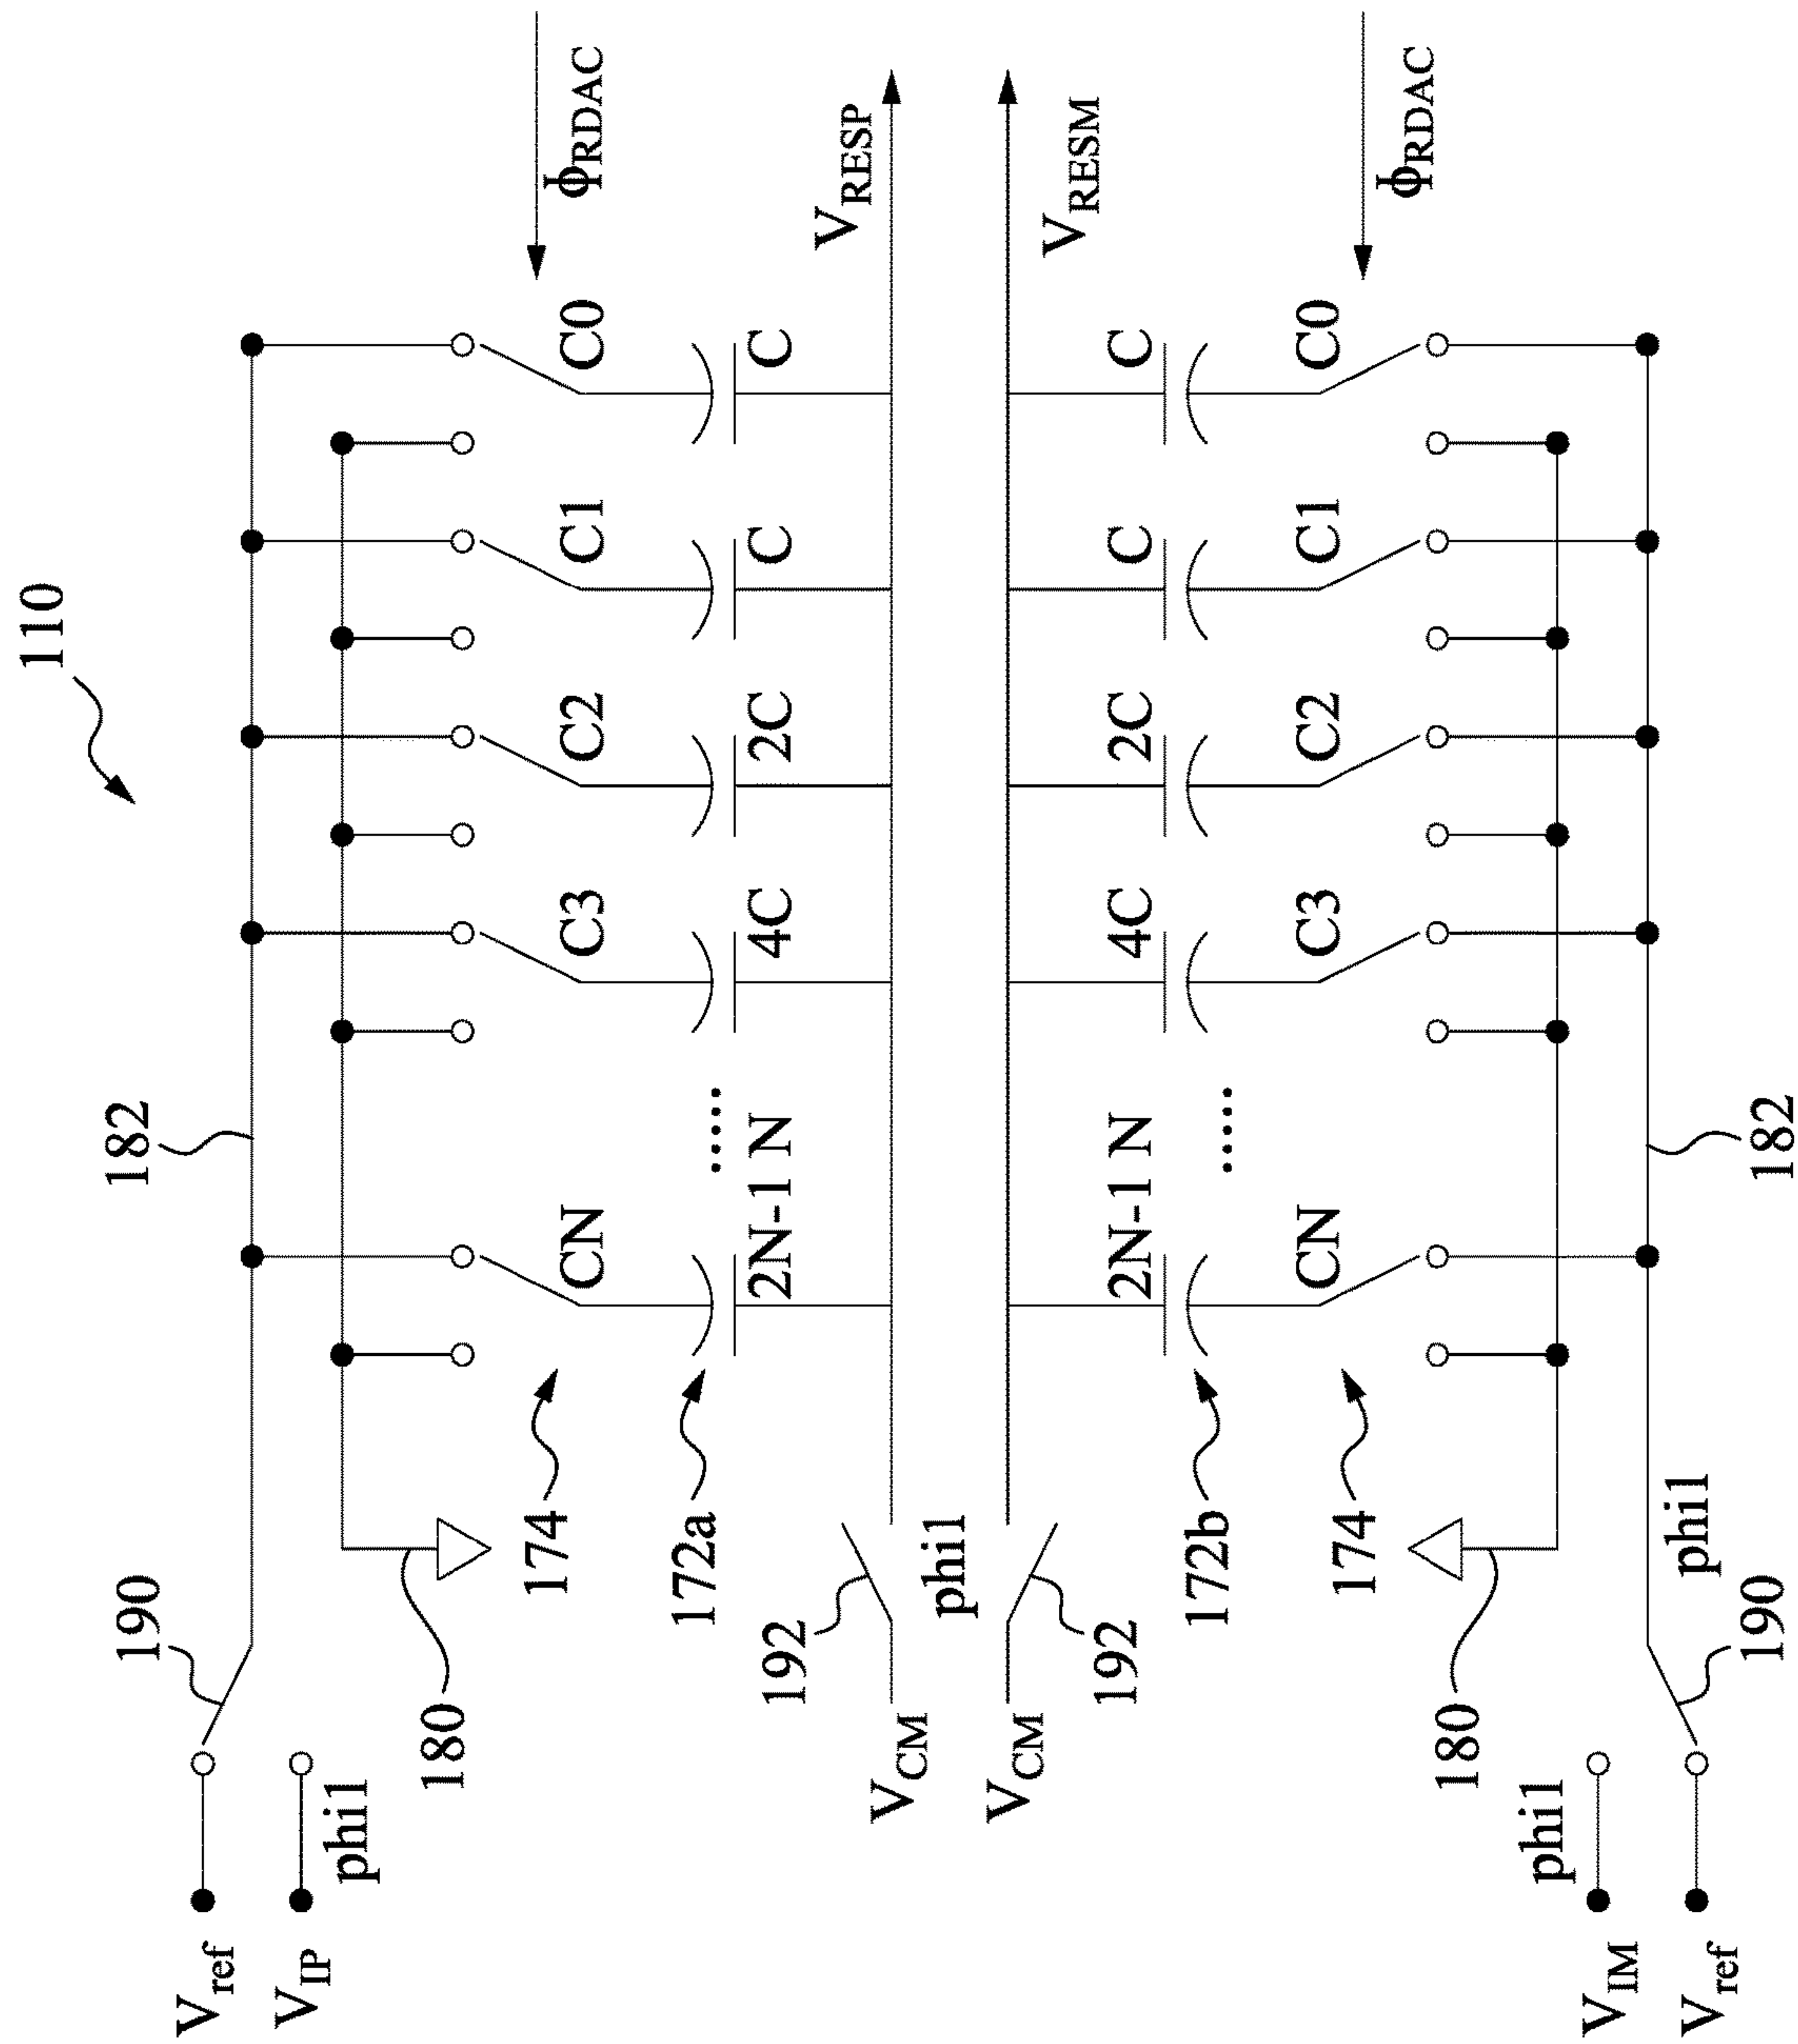 110
182
190
Vref
VIP
phi1
180
ΦRDAC
CN C3 C2 C1 C0
174
172a
.....
2N-1 N 4C 2C C C
VRESP
192
VCM
phi1
VCM
192
VRESM
2N-1 N 4C 2C C C
.....
172b
CN C3 C2 C1 C0
174
ΦRDAC
180
phi1
VIM
Vref
phi1
190
182